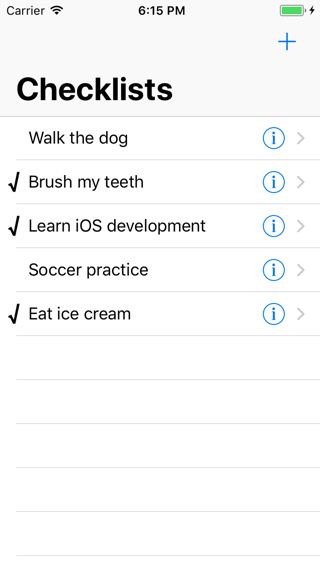 Carrier 6:15 PM
+
Checklists
Walk the dog i
√ Brush my teeth i
√ Learn iOS development i
Soccer practice i
√ Eat ice cream i